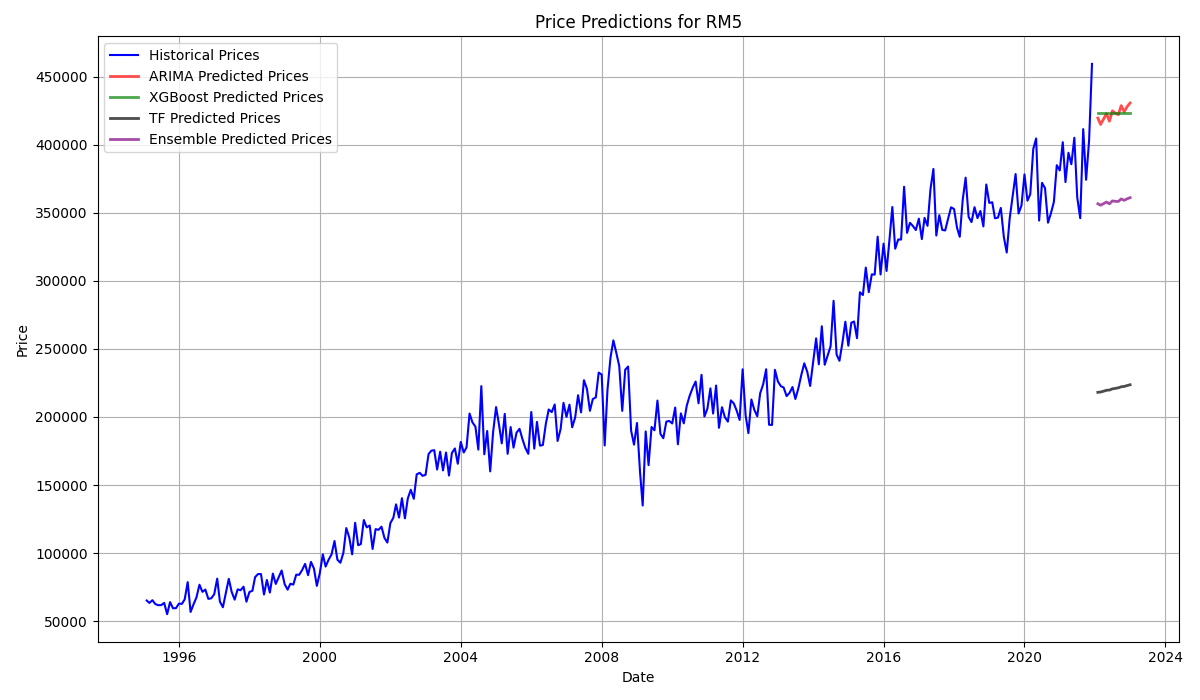 Price Predictions for RM5
Historical Prices
ARIMA Predicted Prices
XGBoost Predicted Prices
TF Predicted Prices
Ensemble Predicted Prices
450000
400000
350000
300000
250000
200000
150000
100000
50000
Price
1996 2000 2004 2008 2012 2016 2020 2024
Date